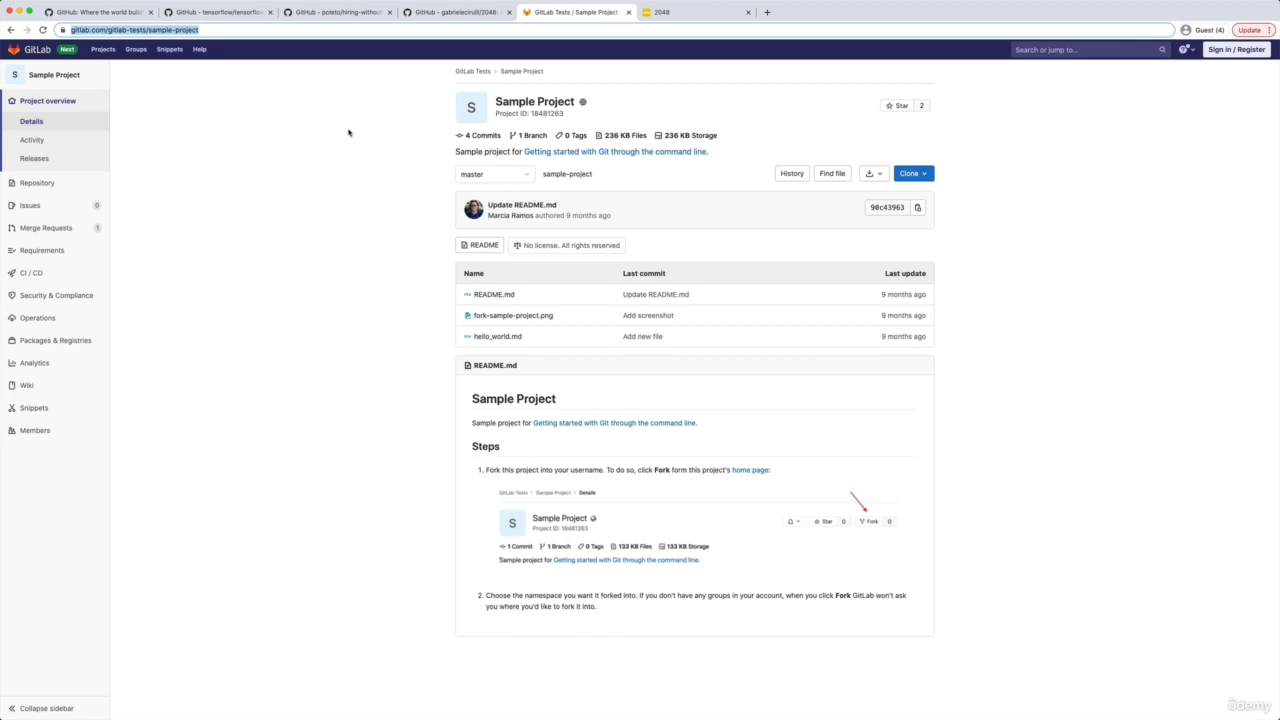 GitHub: Where the world build
GitHub - tensorflow/tensorflow
GitHub - poteto/hiring-without
GitHub - gabrielecirulli/2048:
GitLab Tests / Sample Project
2048
gitlab.com/gitlab-tests/sample-project
Guest (4)
Update
GitLab
Next
Projects
Groups
Snippets
Help
Search or jump to...
Sign in / Register
S
Sample Project
Project overview
Details
Activity
Releases
Repository
Issues
0
Merge Requests
1
Requirements
CI / CD
Security & Compliance
Operations
Packages & Registries
Analytics
Wiki
Snippets
Members
Collapse sidebar
GitLab Tests › Sample Project
S
Sample Project
Project ID: 18481263
Star
2
4 Commits
1 Branch
0 Tags
236 KB Files
236 KB Storage
Sample project for Getting started with Git through the command line.
master
sample-project
History
Find file
Clone
Update README.md
Marcia Ramos authored 9 months ago
90c43963
README
No license. All rights reserved
Name
Last commit
Last update
README.md
Update README.md
9 months ago
fork-sample-project.png
Add screenshot
9 months ago
hello_world.md
Add new file
9 months ago
README.md
Sample Project
Sample project for Getting started with Git through the command line.
Steps
1. Fork this project into your username. To do so, click Fork form this project's home page:
GitLab Tests › Sample Project › Details
S
Sample Project
Project ID: 18481263
Star
0
Fork
0
1 Commit
1 Branch
0 Tags
133 KB Files
133 KB Storage
Sample project for Getting started with Git through the command line.
2. Choose the namespace you want it forked into. If you don't have any groups in your account, when you click Fork GitLab won't ask
you where you'd like to fork it into.
ûdemy